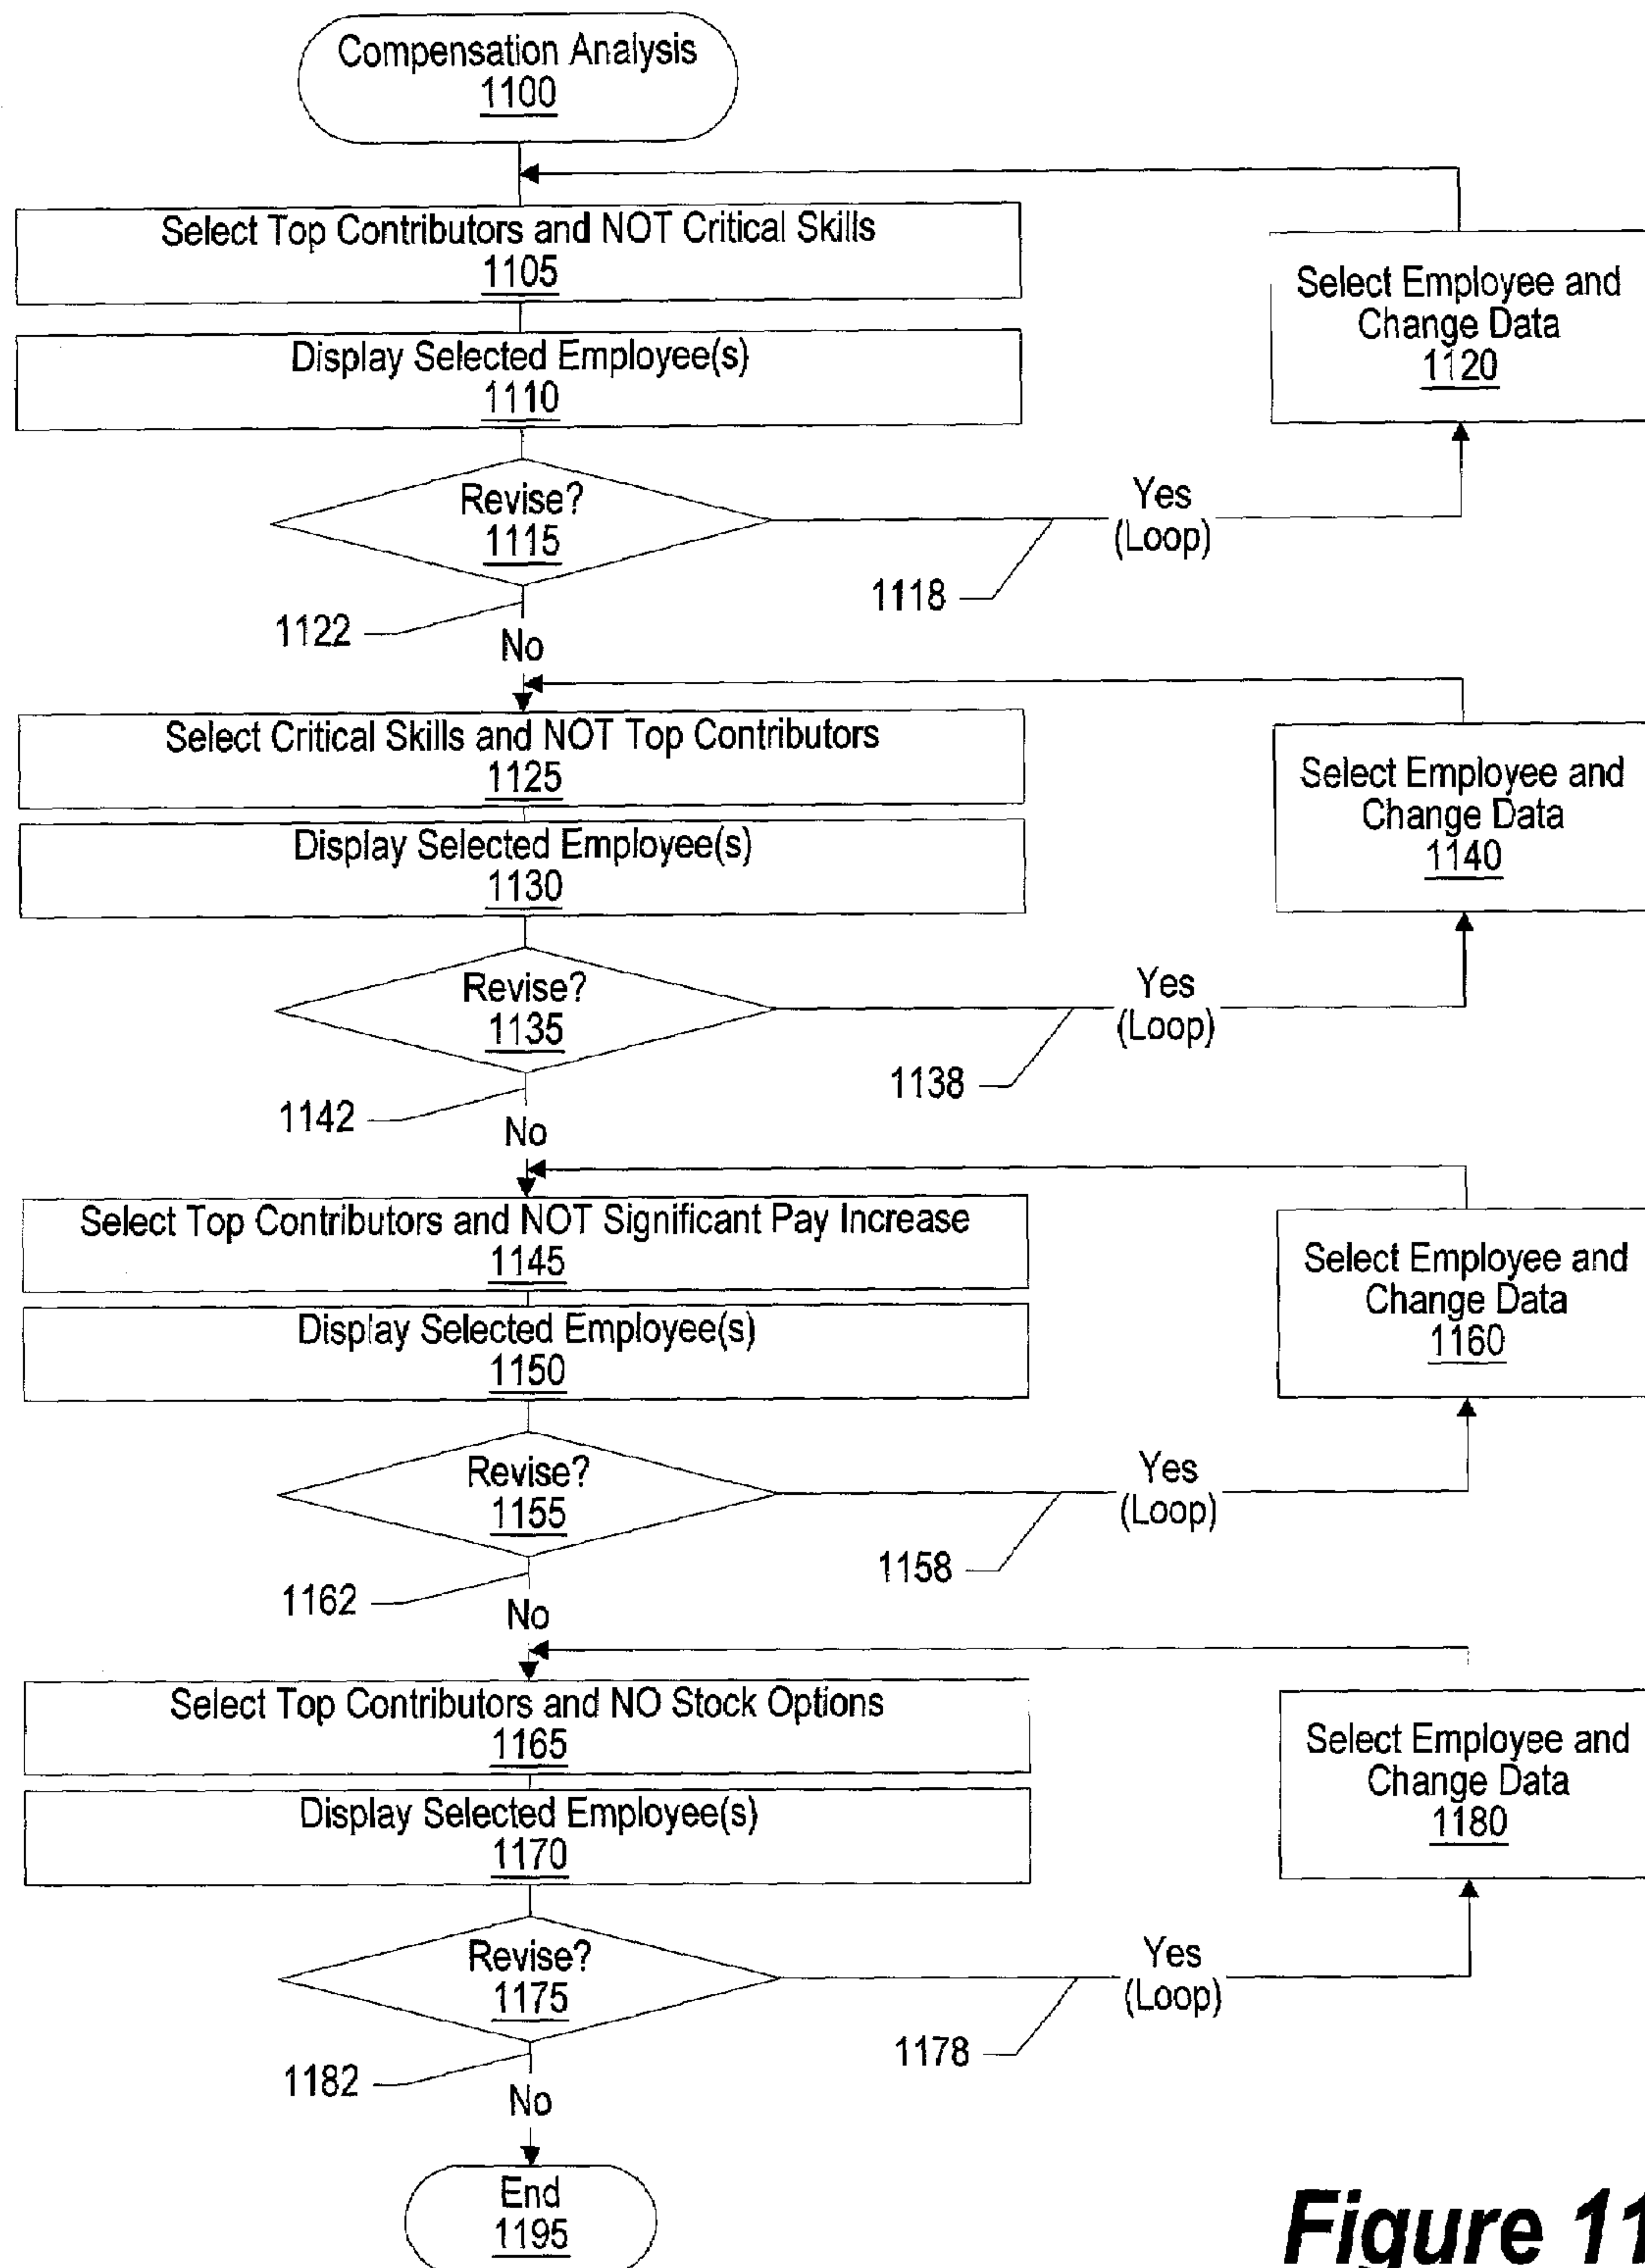 Compensation Analysis
1100
Select Top Contributors and NOT Critical Skills
1105
Select Employee and
Change Data
1120
Display Selected Employee(s)
1110
Revise?
1115
Yes
(Loop)
1118
1122
No
Select Critical Skills and NOT Top Contributors
1125
Select Employee and
Change Data
1140
Display Selected Employee(s)
1130
Revise?
1135
Yes
(Loop)
1138
1142
No
Select Top Contributors and NOT Significant Pay Increase
1145
Select Employee and
Change Data
1160
Display Selected Employee(s)
1150
Revise?
1155
Yes
(Loop)
1158
1162
No
Select Top Contributors and NO Stock Options
1165
Select Employee and
Change Data
1180
Display Selected Employee(s)
1170
Revise?
1175
Yes
(Loop)
1178
1182
No
End
1195
Figure 11